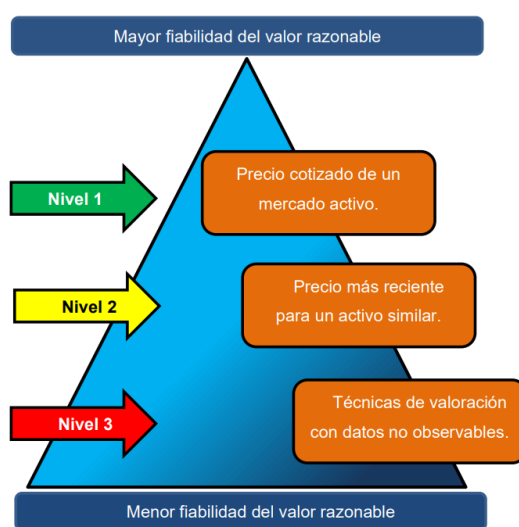 Mayor fiabilidad del valor razonable
Nivel 1
Precio cotizado de un
mercado activo.
Nivel 2
Precio más reciente
para un activo similar.
Nivel 3
Técnicas de valoración
con datos no observables.
Menor fiabilidad del valor razonable